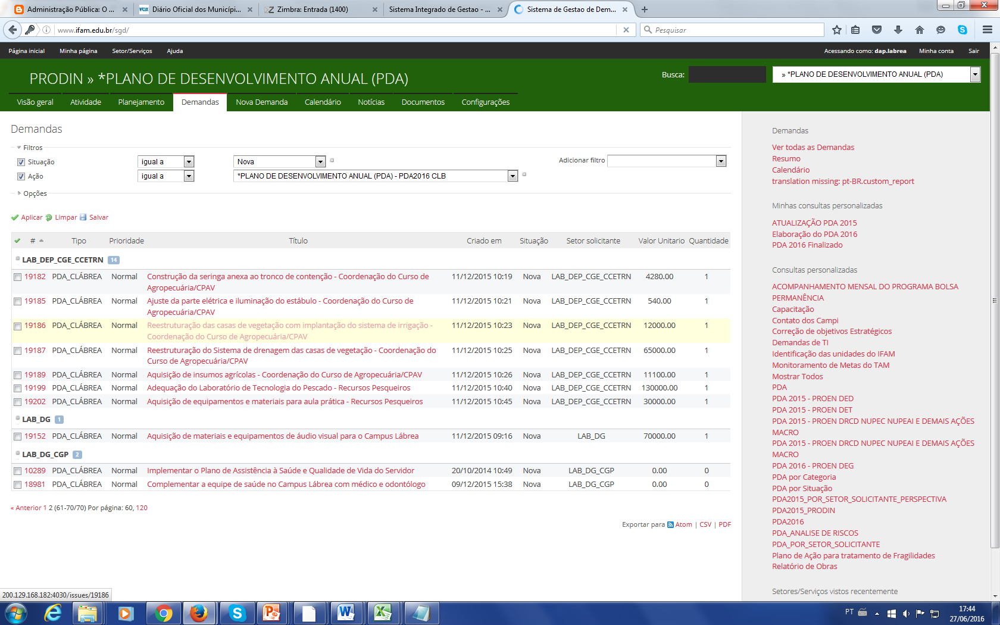 Administração Pública: O ...
Diário Oficial dos Municípi...
Zimbra: Entrada (1400)
Sistema Integrado de Gestao - ...
Sistema de Gestao de Dem...
www.ifam.edu.br/sgd/
Pesquisar
Página inicial Minha página Setor/Serviços Ajuda
Acessando como: dap.labrea Minha conta Sair
PRODIN » *PLANO DE DESENVOLVIMENTO ANUAL (PDA)
Busca:
» *PLANO DE DESENVOLVIMENTO ANUAL (PDA)
Visão geral Atividade Planejamento Demandas Nova Demanda Calendário Notícias Documentos Configurações
Demandas
Filtros
Situação igual a Nova
Adicionar filtro
Ação igual a *PLANO DE DESENVOLVIMENTO ANUAL (PDA) - PDA2016 CLB
Opções
Aplicar Limpar Salvar
# Tipo Prioridade Título Criado em Situação Setor solicitante Valor Unitario Quantidade
LAB_DEP_CGE_CCETRN 14
19182 PDA_CLÁBREA Normal Construção da seringa anexa ao tronco de contenção - Coordenação do Curso de 11/12/2015 10:19 Nova LAB_DEP_CGE_CCETRN 4280.00 1
Agropecuária/CPAV
19185 PDA_CLÁBREA Normal Ajuste da parte elétrica e iluminação do estábulo - Coordenação do Curso de 11/12/2015 10:21 Nova LAB_DEP_CGE_CCETRN 540.00 1
Agropecuária/CPAV
19186 PDA_CLÁBREA Normal Reestruturação das casas de vegetação com implantação do sistema de irrigação - 11/12/2015 10:23 Nova LAB_DEP_CGE_CCETRN 12000.00 1
Coordenação do Curso de Agropecuária/CPAV
19187 PDA_CLÁBREA Normal Reestruturação do Sistema de drenagem das casas de vegetação - Coordenação do 11/12/2015 10:25 Nova LAB_DEP_CGE_CCETRN 65000.00 1
Curso de Agropecuária/CPAV
19189 PDA_CLÁBREA Normal Aquisição de insumos agrícolas - Coordenação do Curso de Agropecuária/CPAV 11/12/2015 10:26 Nova LAB_DEP_CGE_CCETRN 11100.00 1
19199 PDA_CLÁBREA Normal Adequação do Laboratório de Tecnologia do Pescado - Recursos Pesqueiros 11/12/2015 10:40 Nova LAB_DEP_CGE_CCETRN 130000.00 1
19202 PDA_CLÁBREA Normal Aquisição de equipamentos e materiais para aula prática - Recursos Pesqueiros 11/12/2015 10:45 Nova LAB_DEP_CGE_CCETRN 30000.00 1
LAB_DG 1
19152 PDA_CLÁBREA Normal Aquisição de materiais e equipamentos de áudio visual para o Campus Lábrea 11/12/2015 09:16 Nova LAB_DG 70000.00 1
LAB_DG_CGP 2
10289 PDA_CLÁBREA Normal Implementar o Plano de Assistência à Saúde e Qualidade de Vida do Servidor 20/10/2014 10:49 Nova LAB_DG_CGP 0.00 0
18981 PDA_CLÁBREA Normal Complementar a equipe de saúde no Campus Lábrea com médico e odontólogo 09/12/2015 15:38 Nova LAB_DG_CGP 0.00 0
« Anterior 1 2 (61-70/70) Por página: 60, 120
Exportar para Atom | CSV | PDF
Demandas
Ver todas as Demandas
Resumo
Calendário
translation missing: pt-BR.custom_report
Minhas consultas personalizadas
ATUALIZAÇÃO PDA 2015
Elaboração do PDA 2016
PDA 2016 Finalizado
Consultas personalizadas
ACOMPANHAMENTO MENSAL DO PROGRAMA BOLSA
PERMANÊNCIA
Capacitação
Contato dos Campi
Correção de objetivos Estratégicos
Demandas de TI
Identificação das unidades do IFAM
Monitoramento de Metas do TAM
Mostrar Todos
PDA
PDA 2015 - PROEN DED
PDA 2015 - PROEN DET
PDA 2015 - PROEN DRCD NUPEC NUPEAI E DEMAIS AÇÕES
MACRO
PDA 2015 - PROEN DRCD NUPEC NUPEAI E DEMAIS AÇÕES
MACRO
PDA 2016 - PROEN DEG
PDA por Categoria
PDA por Situação
PDA2015_POR_SETOR_SOLICITANTE_PERSPECTIVA
PDA2015_PRODIN
PDA2016
PDA_ANALISE DE RISCOS
PDA_POR_SETOR_SOLICITANTE
Plano de Ação para tratamento de Fragilidades
Relatório de Obras
Setores/Serviços vistos recentemente
200.129.168.182:4030/issues/19186
PT
17:44
27/06/2016